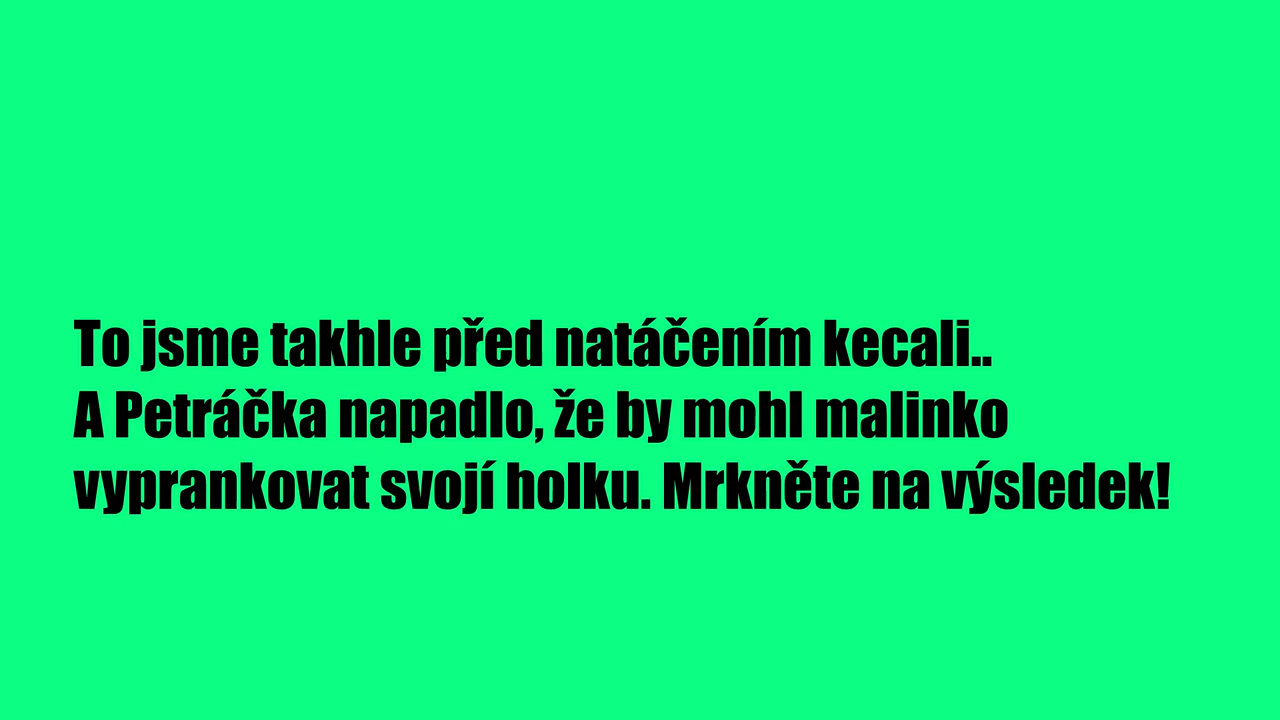 To jsme takhle před natáčením kecali..
A Petráčka napadlo, že by mohl malinko
vyprankovat svojí holku. Mrkněte na výsledek!